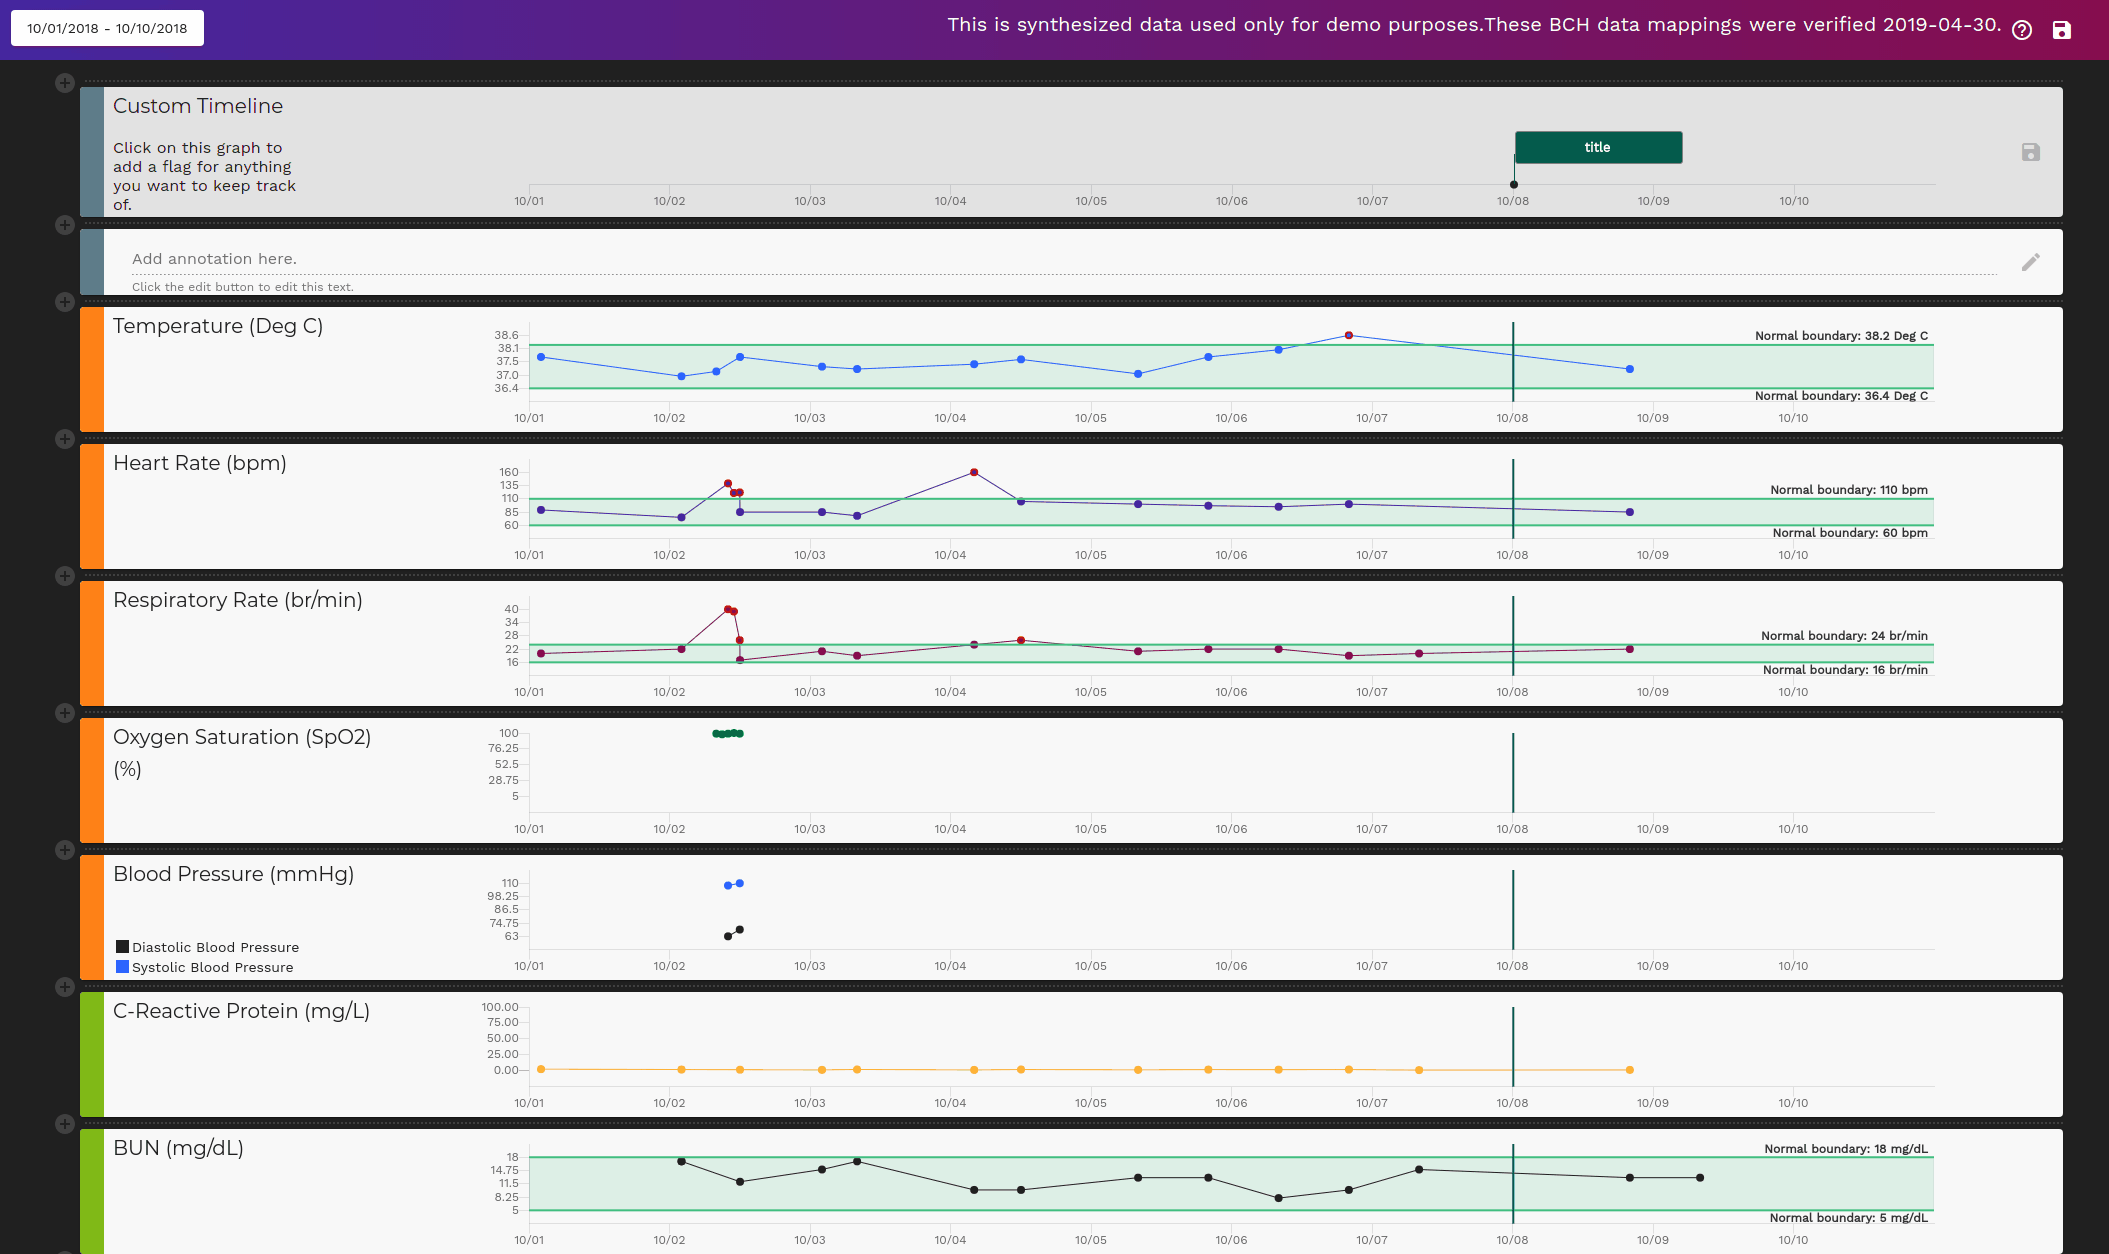 10/01/2018 - 10/10/2018
This is synthesized data used only for demo purposes.These BCH data mappings were verified 2019-04-30.
Custom Timeline
Click on this graph to
add a flag for anything
you want to keep track
of.
title
10/01 10/02 10/03 10/04 10/05 10/06 10/07 10/08 10/09 10/10
Add annotation here.
Click the edit button to edit this text.
Temperature (Deg C)
38.6
38.1
37.5
37.0
36.4
Normal boundary: 38.2 Deg C
Normal boundary: 36.4 Deg C
10/01 10/02 10/03 10/04 10/05 10/06 10/07 10/08 10/09 10/10
Heart Rate (bpm)
160
135
110
85
60
Normal boundary: 110 bpm
Normal boundary: 60 bpm
10/01 10/02 10/03 10/04 10/05 10/06 10/07 10/08 10/09 10/10
Respiratory Rate (br/min)
40
34
28
22
16
Normal boundary: 24 br/min
Normal boundary: 16 br/min
10/01 10/02 10/03 10/04 10/05 10/06 10/07 10/08 10/09 10/10
Oxygen Saturation (SpO2)
(%)
100
76.25
52.5
28.75
5
10/01 10/02 10/03 10/04 10/05 10/06 10/07 10/08 10/09 10/10
Blood Pressure (mmHg)
110
98.25
86.5
74.75
63
Diastolic Blood Pressure
Systolic Blood Pressure
10/01 10/02 10/03 10/04 10/05 10/06 10/07 10/08 10/09 10/10
C-Reactive Protein (mg/L)
100.00
75.00
50.00
25.00
0.00
10/01 10/02 10/03 10/04 10/05 10/06 10/07 10/08 10/09 10/10
BUN (mg/dL)
18
14.75
11.5
8.25
5
Normal boundary: 18 mg/dL
Normal boundary: 5 mg/dL
10/01 10/02 10/03 10/04 10/05 10/06 10/07 10/08 10/09 10/10